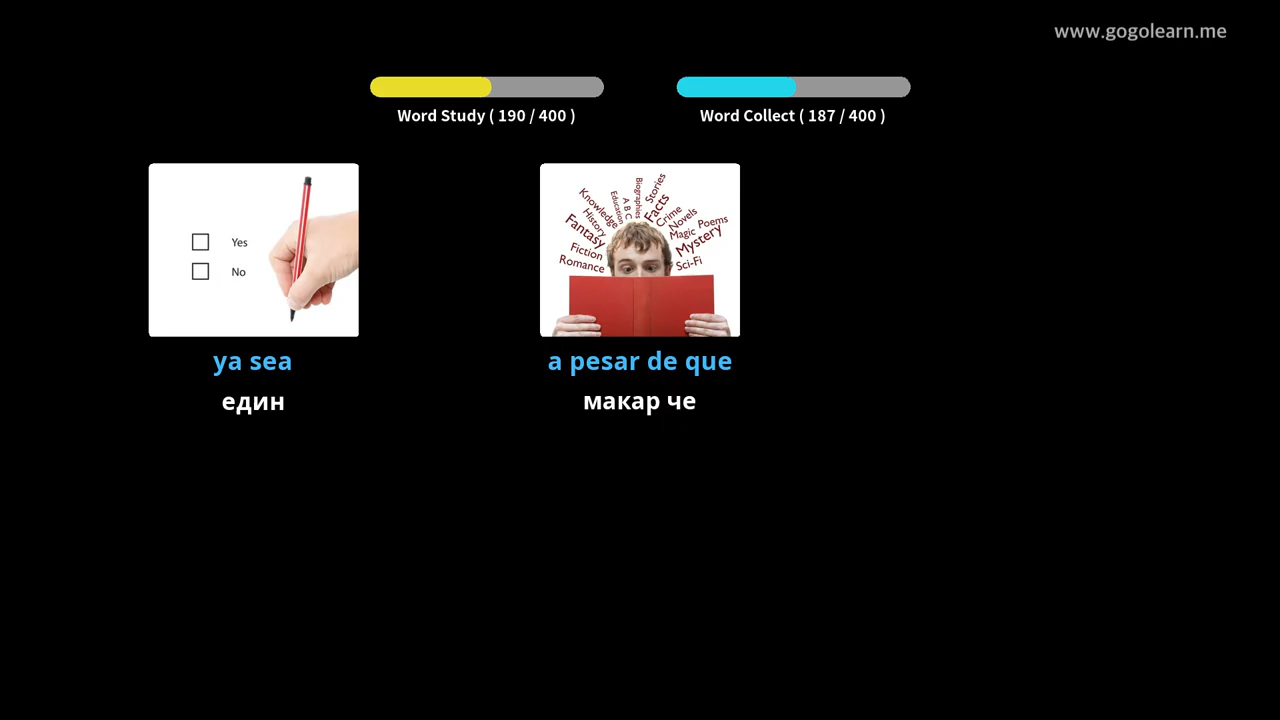 www.gogolearn.me
Word Study ( 190 / 400 )
Word Collect ( 187 / 400 )
Yes
No
Knowledge
Education
Biographies
Stories
A B C
Facts
History
Crime
Novels
Fantasy
Magic
Poems
Fiction
Mystery
Romance
Sci-Fi
ya sea
един
a pesar de que
макар че